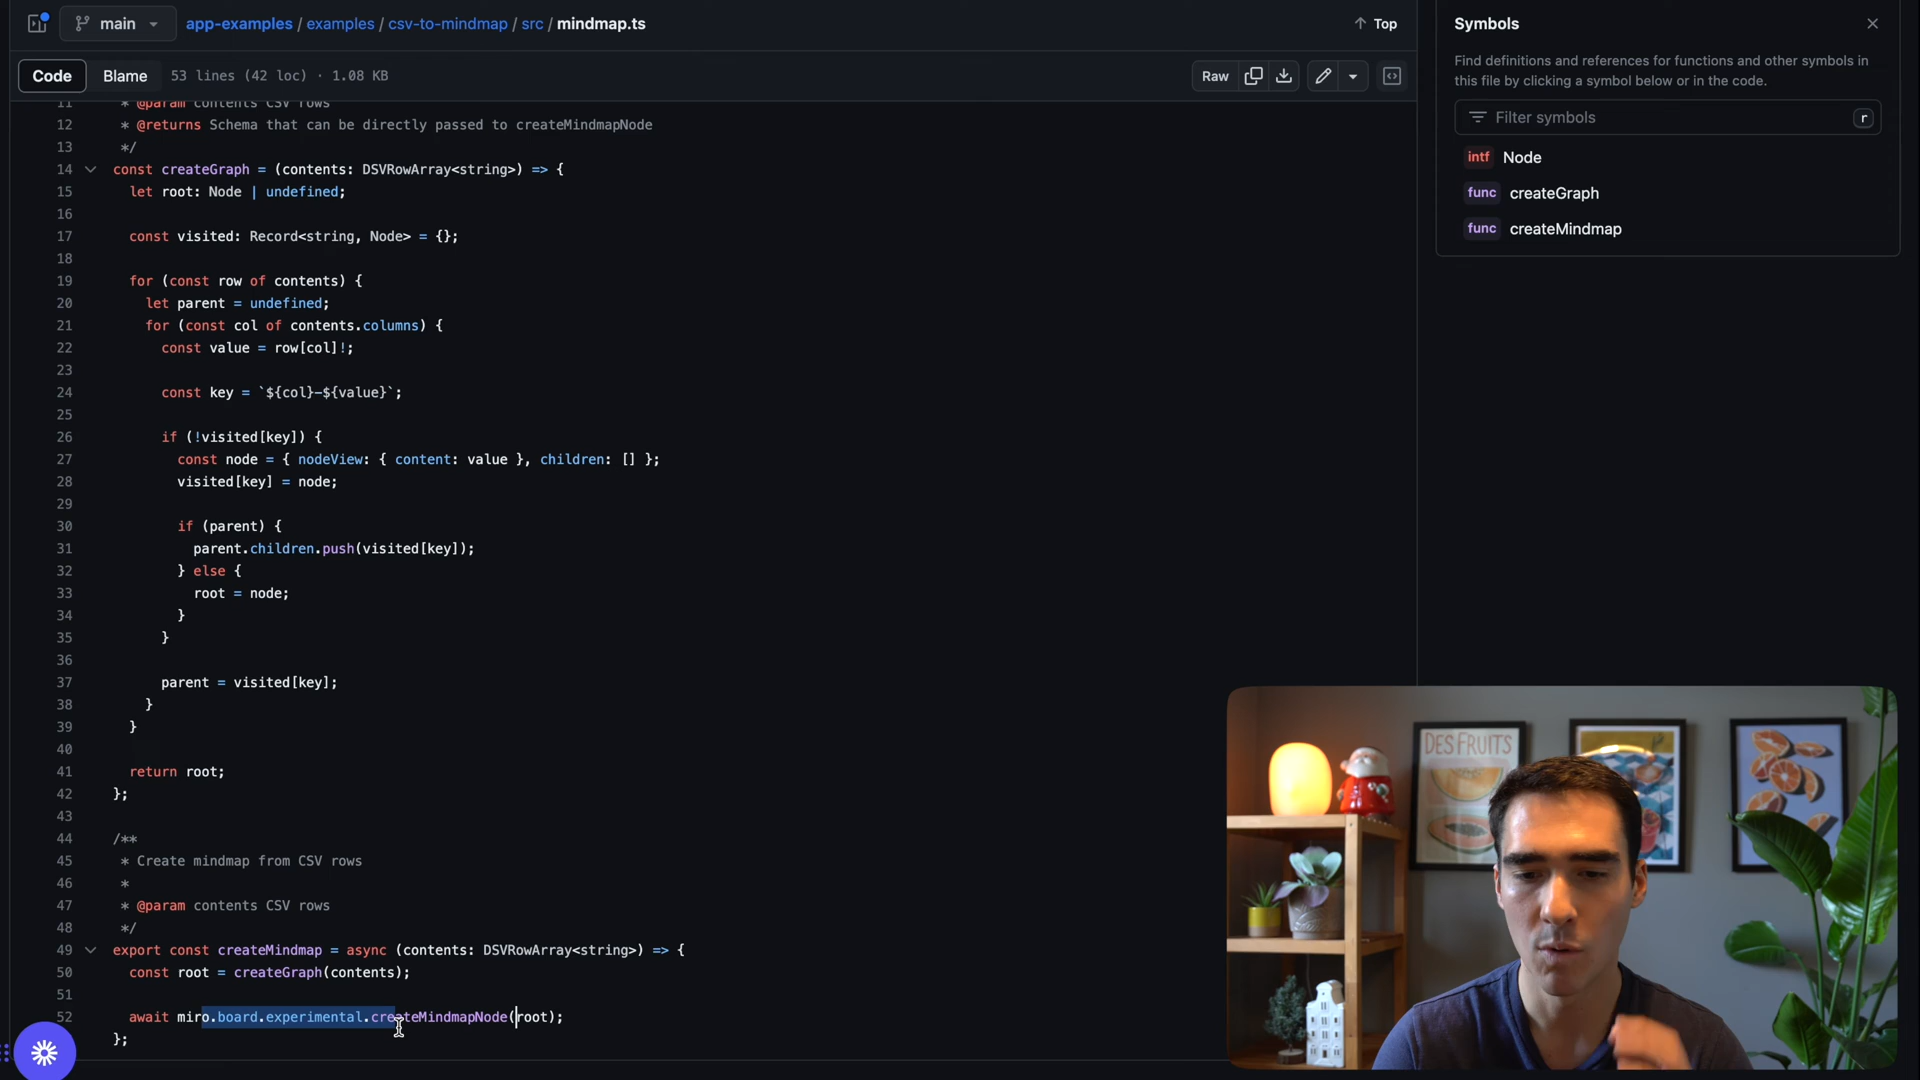 main
app-examples / examples / csv-to-mindmap / src / mindmap.ts
Top
Code
Blame
53 lines (42 loc) · 1.08 KB
Raw
11 * @param contents CSV rows
12 * @returns Schema that can be directly passed to createMindmapNode
13 */
14 const createGraph = (contents: DSVRowArray<string>) => {
15 let root: Node | undefined;
16
17 const visited: Record<string, Node> = {};
18
19 for (const row of contents) {
20 let parent = undefined;
21 for (const col of contents.columns) {
22 const value = row[col]!;
23
24 const key = `${col}-${value}`;
25
26 if (!visited[key]) {
27 const node = { nodeView: { content: value }, children: [] };
28 visited[key] = node;
29
30 if (parent) {
31 parent.children.push(visited[key]);
32 } else {
33 root = node;
34 }
35 }
36
37 parent = visited[key];
38 }
39 }
40
41 return root;
42 };
43
44 /**
45 * Create mindmap from CSV rows
46 *
47 * @param contents CSV rows
48 */
49 export const createMindmap = async (contents: DSVRowArray<string>) => {
50 const root = createGraph(contents);
51
52 await miro.board.experimental.createMindmapNode(root);
};
Symbols
Find definitions and references for functions and other symbols in
this file by clicking a symbol below or in the code.
Filter symbols
r
intf Node
func createGraph
func createMindmap
DES FRUITS